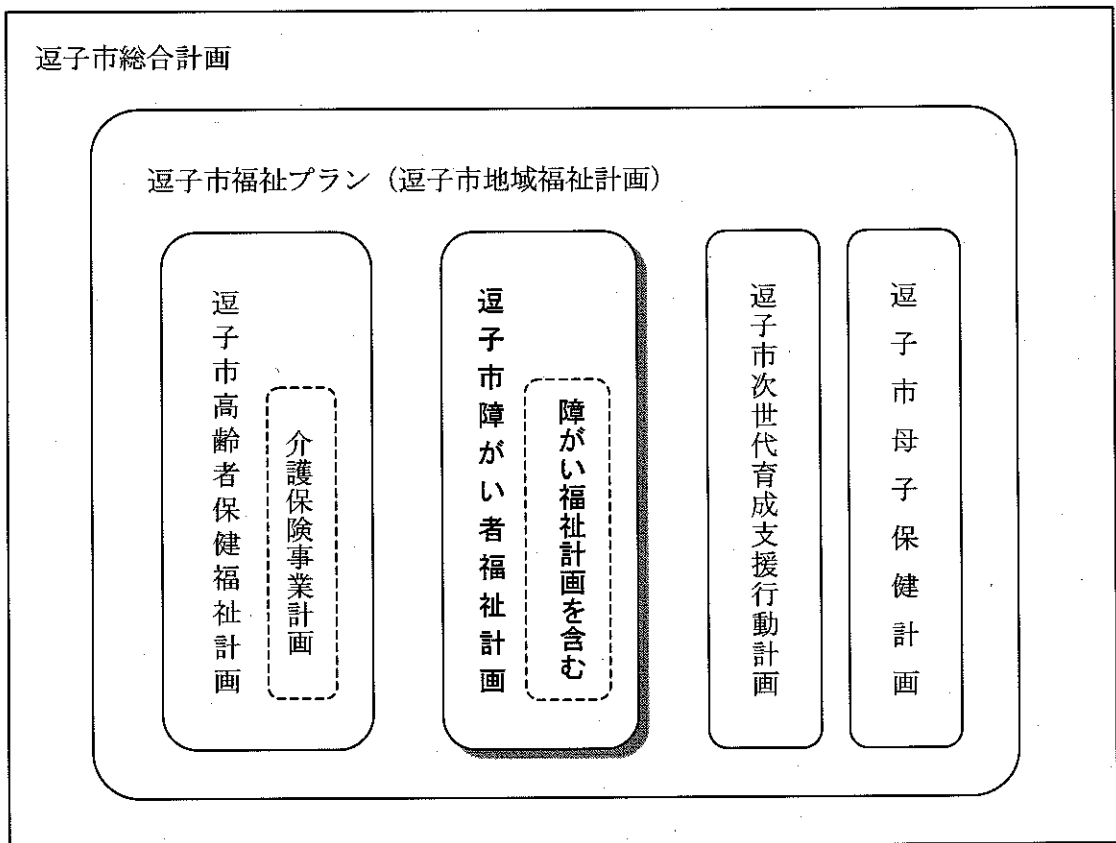 逗子市総合計画
逗子市福祉プラン（逗子市地域福祉計画）
逗子市高齢者保健福祉計画
介護保険事業計画
逗子市障がい者福祉計画
障がい福祉計画を含む
逗子市次世代育成支援行動計画
逗子市母子保健計画